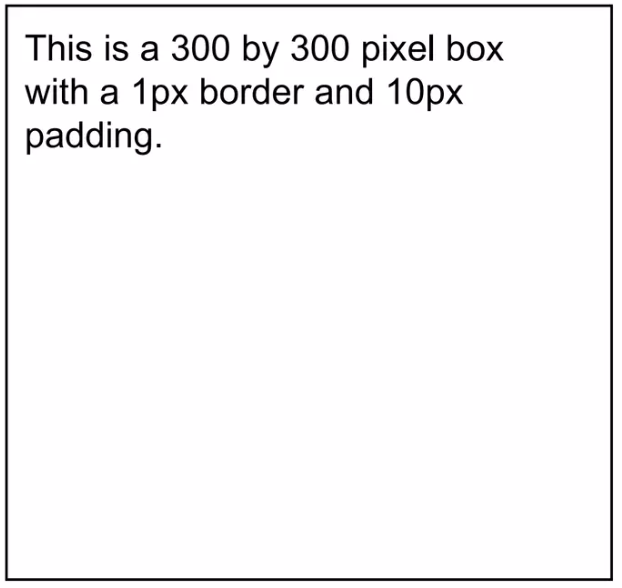 This is a 300 by 300 pixel box
with a 1px border and 10px
padding.